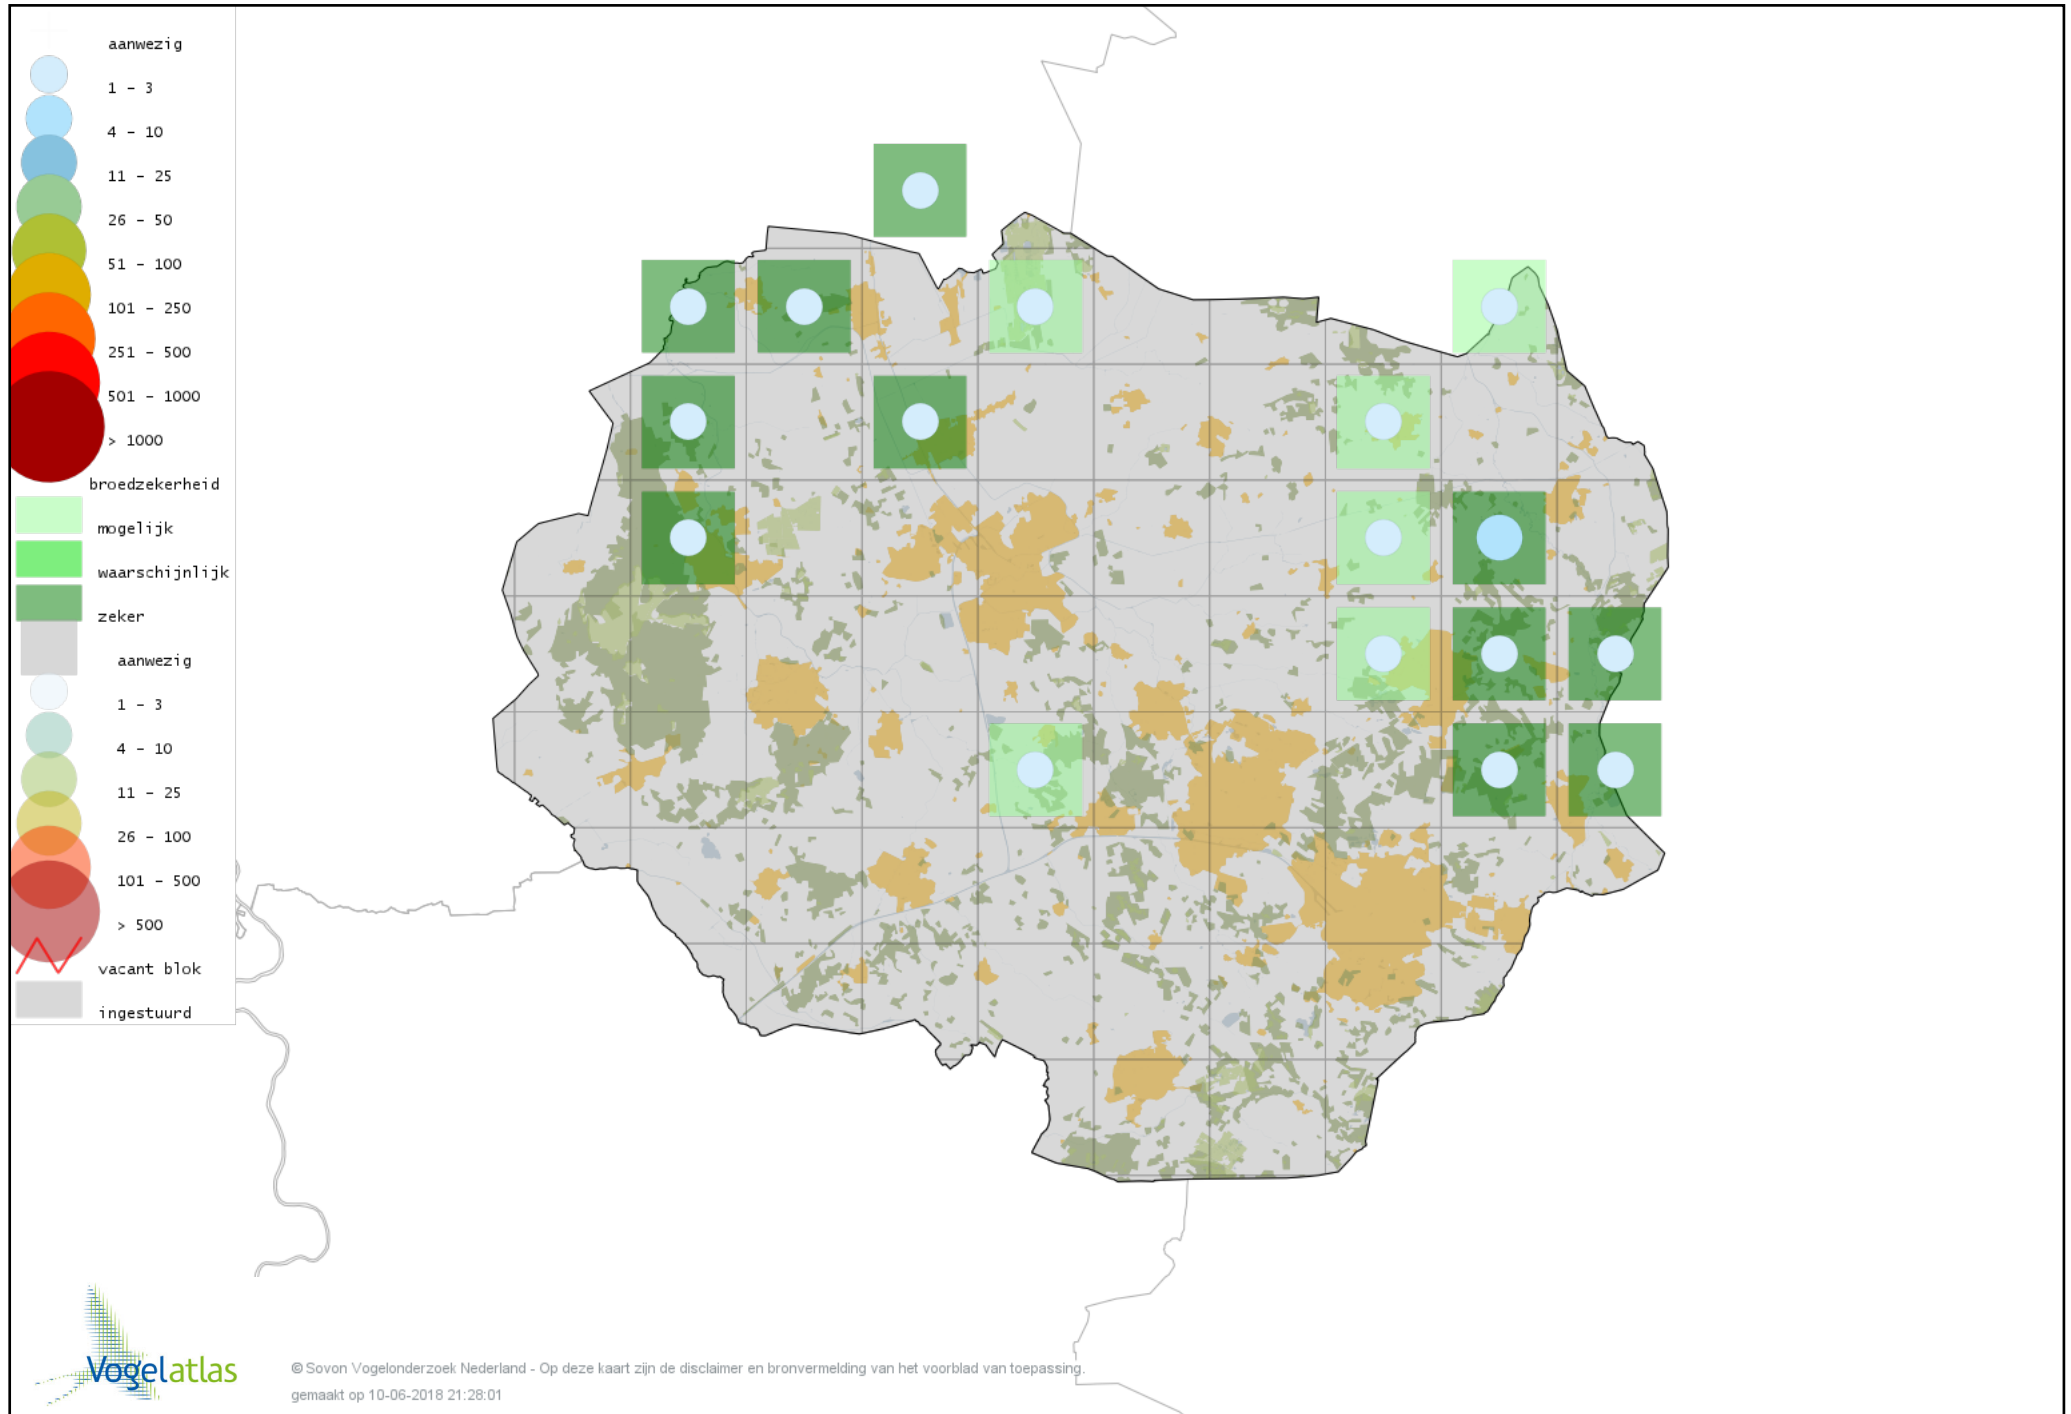 aanwezig
1 - 3
4 - 10
11 - 25
26 - 50
51 - 100
101 - 250
251 - 500
501 - 1000
> 1000
broedzekerheid
mogelijk
waarschijnlijk
zeker
aanwezig
1 - 3
4 - 10
11 - 25
26 - 100
101 - 500
> 500
vacant blok
ingestuurd
Vogelatlas
© Sovon Vogelonderzoek Nederland - Op deze kaart zijn de disclaimer en bronvermelding van het voorblad van toepassing.
gemaakt op 10-06-2018 21:28:01